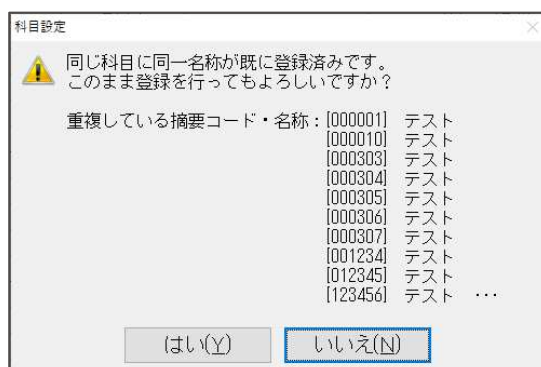 科目設定
同じ科目に同一名称が既に登録済みです。
このまま登録を行ってもよろしいですか？
重複している摘要コード・名称：[000001] テスト
[000010] テスト
[000303] テスト
[000304] テスト
[000305] テスト
[000306] テスト
[000307] テスト
[001234] テスト
[012345] テスト
[123456] テスト …
はい(Y) いいえ(N)